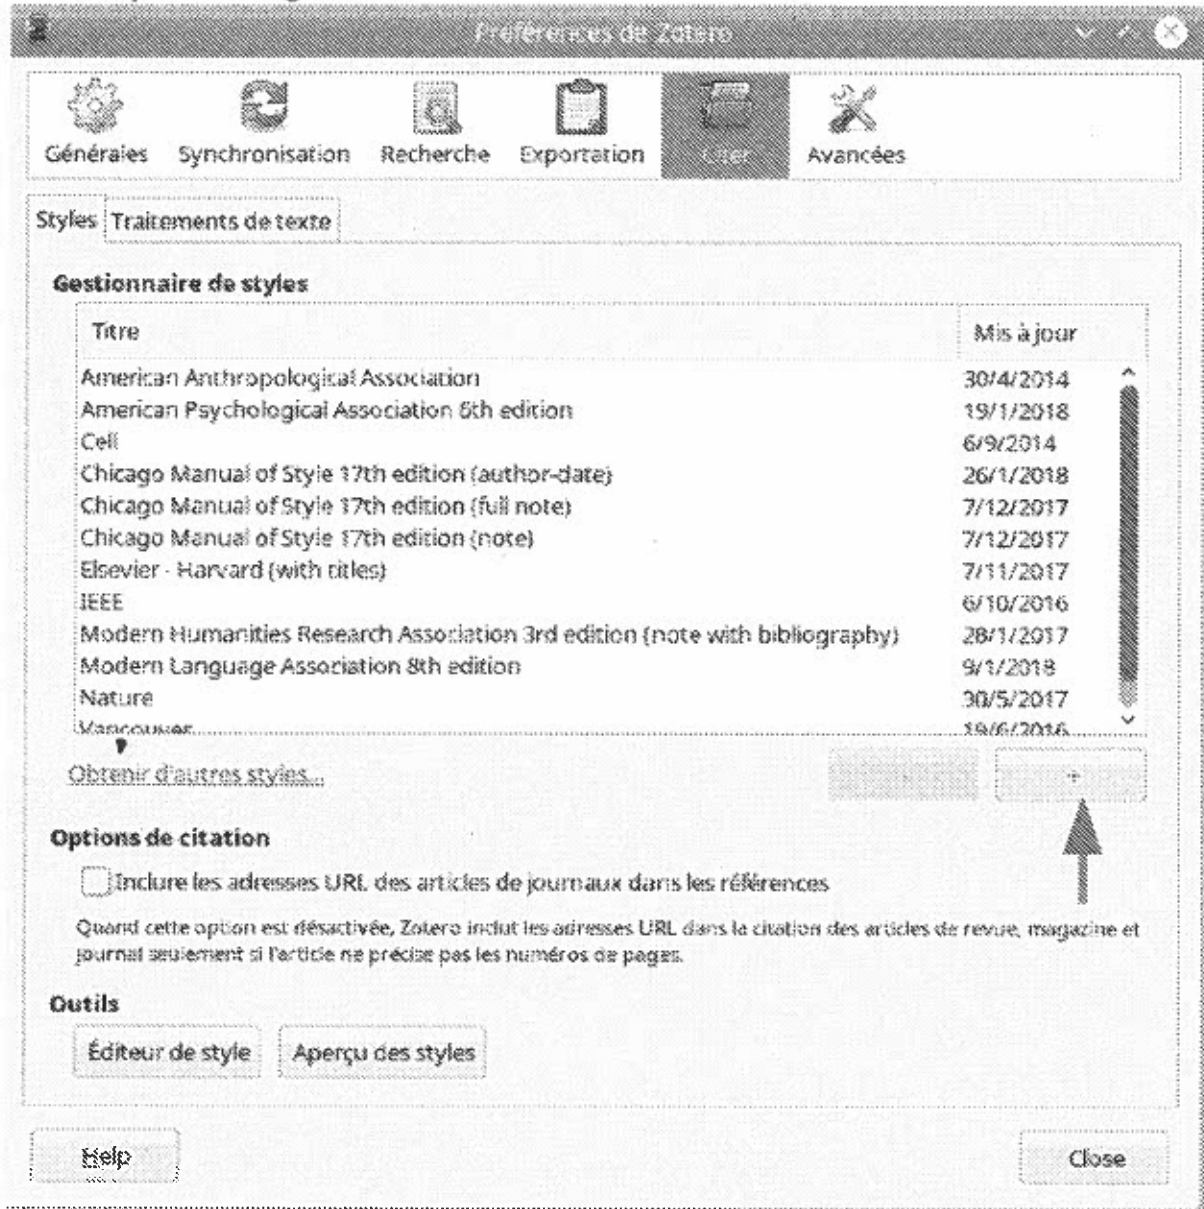 Préférences de Zotero
Générales Synchronisation Recherche Exportation Citer Avancées
Styles Traitements de texte
Gestionnaire de styles
Titre Mis à jour
American Anthropological Association 30/4/2014
American Psychological Association 6th edition 19/1/2018
Cell 6/9/2014
Chicago Manual of Style 17th edition (author-date) 26/1/2018
Chicago Manual of Style 17th edition (full note) 7/12/2017
Chicago Manual of Style 17th edition (note) 7/12/2017
Elsevier - Harvard (with titles) 7/11/2017
IEEE 6/10/2016
Modern Humanities Research Association 3rd edition (note with bibliography) 28/1/2017
Modern Language Association 8th edition 9/1/2018
Nature 30/5/2017
Vancouver 19/6/2016
Obtenir d'autres styles... +
Options de citation
Inclure les adresses URL des articles de journaux dans les références
Quand cette option est désactivée, Zotero inclut les adresses URL dans la citation des articles de revue, magazine et
journal seulement si l'article ne précise pas les numéros de pages.
Outils
Éditeur de style Aperçu des styles
Help Close